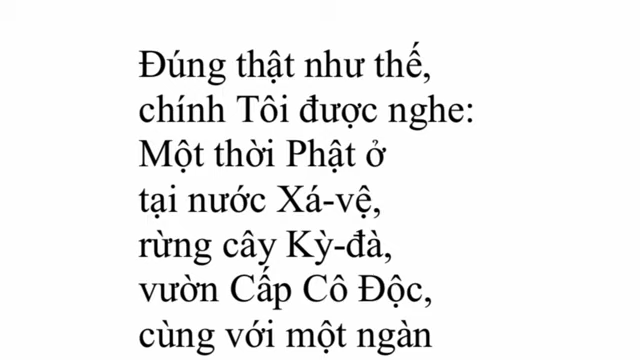 Đúng thật như thế,
chính Tôi được nghe:
Một thời Phật ở
tại nước Xá-vệ,
rừng cây Kỳ-đà,
vườn Cấp Cô Độc,
cùng với một ngàn